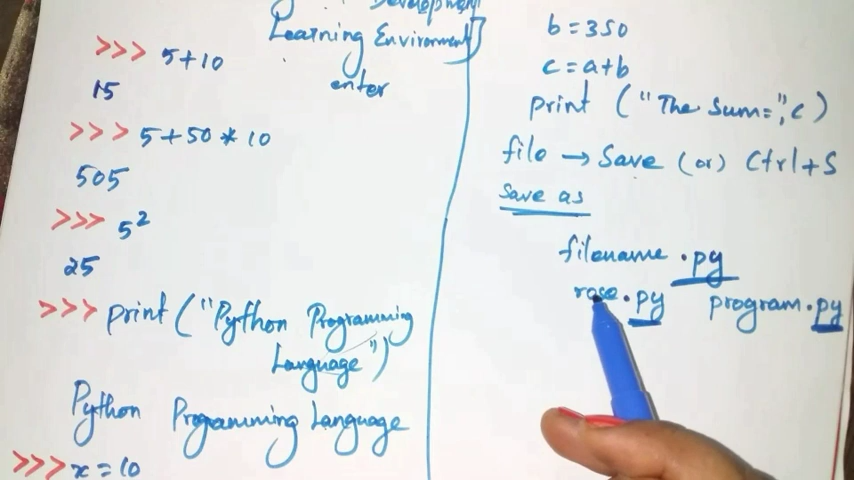 Development
Learning Environment]
>>> 5+10
enter
15
>>> 5+50 * 10
505
>>> 5²
25
>>> print ("Python Programming
Language")
Python Programming Language
>>> x = 10
b = 350
c = a+b
print ("The Sum=", c)
file → Save (or) Ctrl+S
Save as
filename .py
rose.py program.py